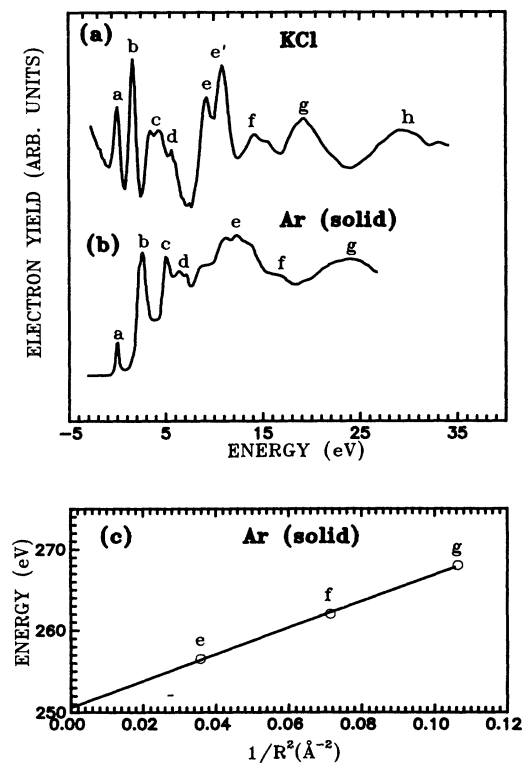 (a) KCl
b
e'
a
e
c
d
f
g
h
Ar (solid)
(b)
b
c
d
e
f
g
a
ELECTRON YIELD (ARB. UNITS)
-5 5 15 25 35
ENERGY (eV)
(c) Ar (solid)
g
f
e
ENERGY (eV)
270
260
250
0.00 0.02 0.04 0.06 0.08 0.10 0.12
1/R²(Å⁻²)